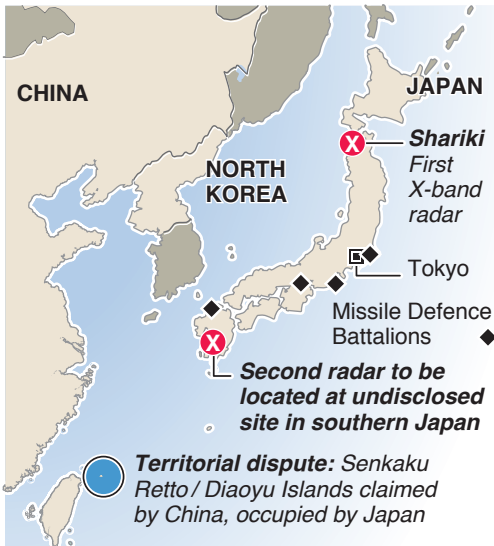 CHINA
JAPAN
X
Shariki
First
X-band
radar
NORTH
KOREA
Tokyo
Missile Defence
Battalions
X
Second radar to be
located at undisclosed
site in southern Japan
Territorial dispute: Senkaku
Retto / Diaoyu Islands claimed
by China, occupied by Japan